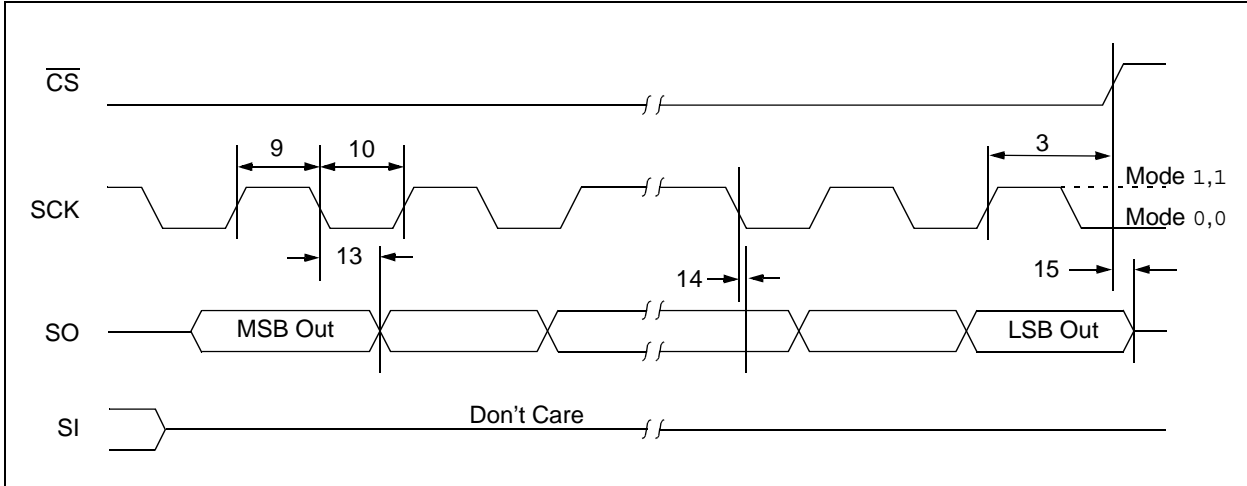 CS
9
10
3
Mode 1,1
SCK
Mode 0,0
13
14
15
SO
MSB Out
LSB Out
Don't Care
SI